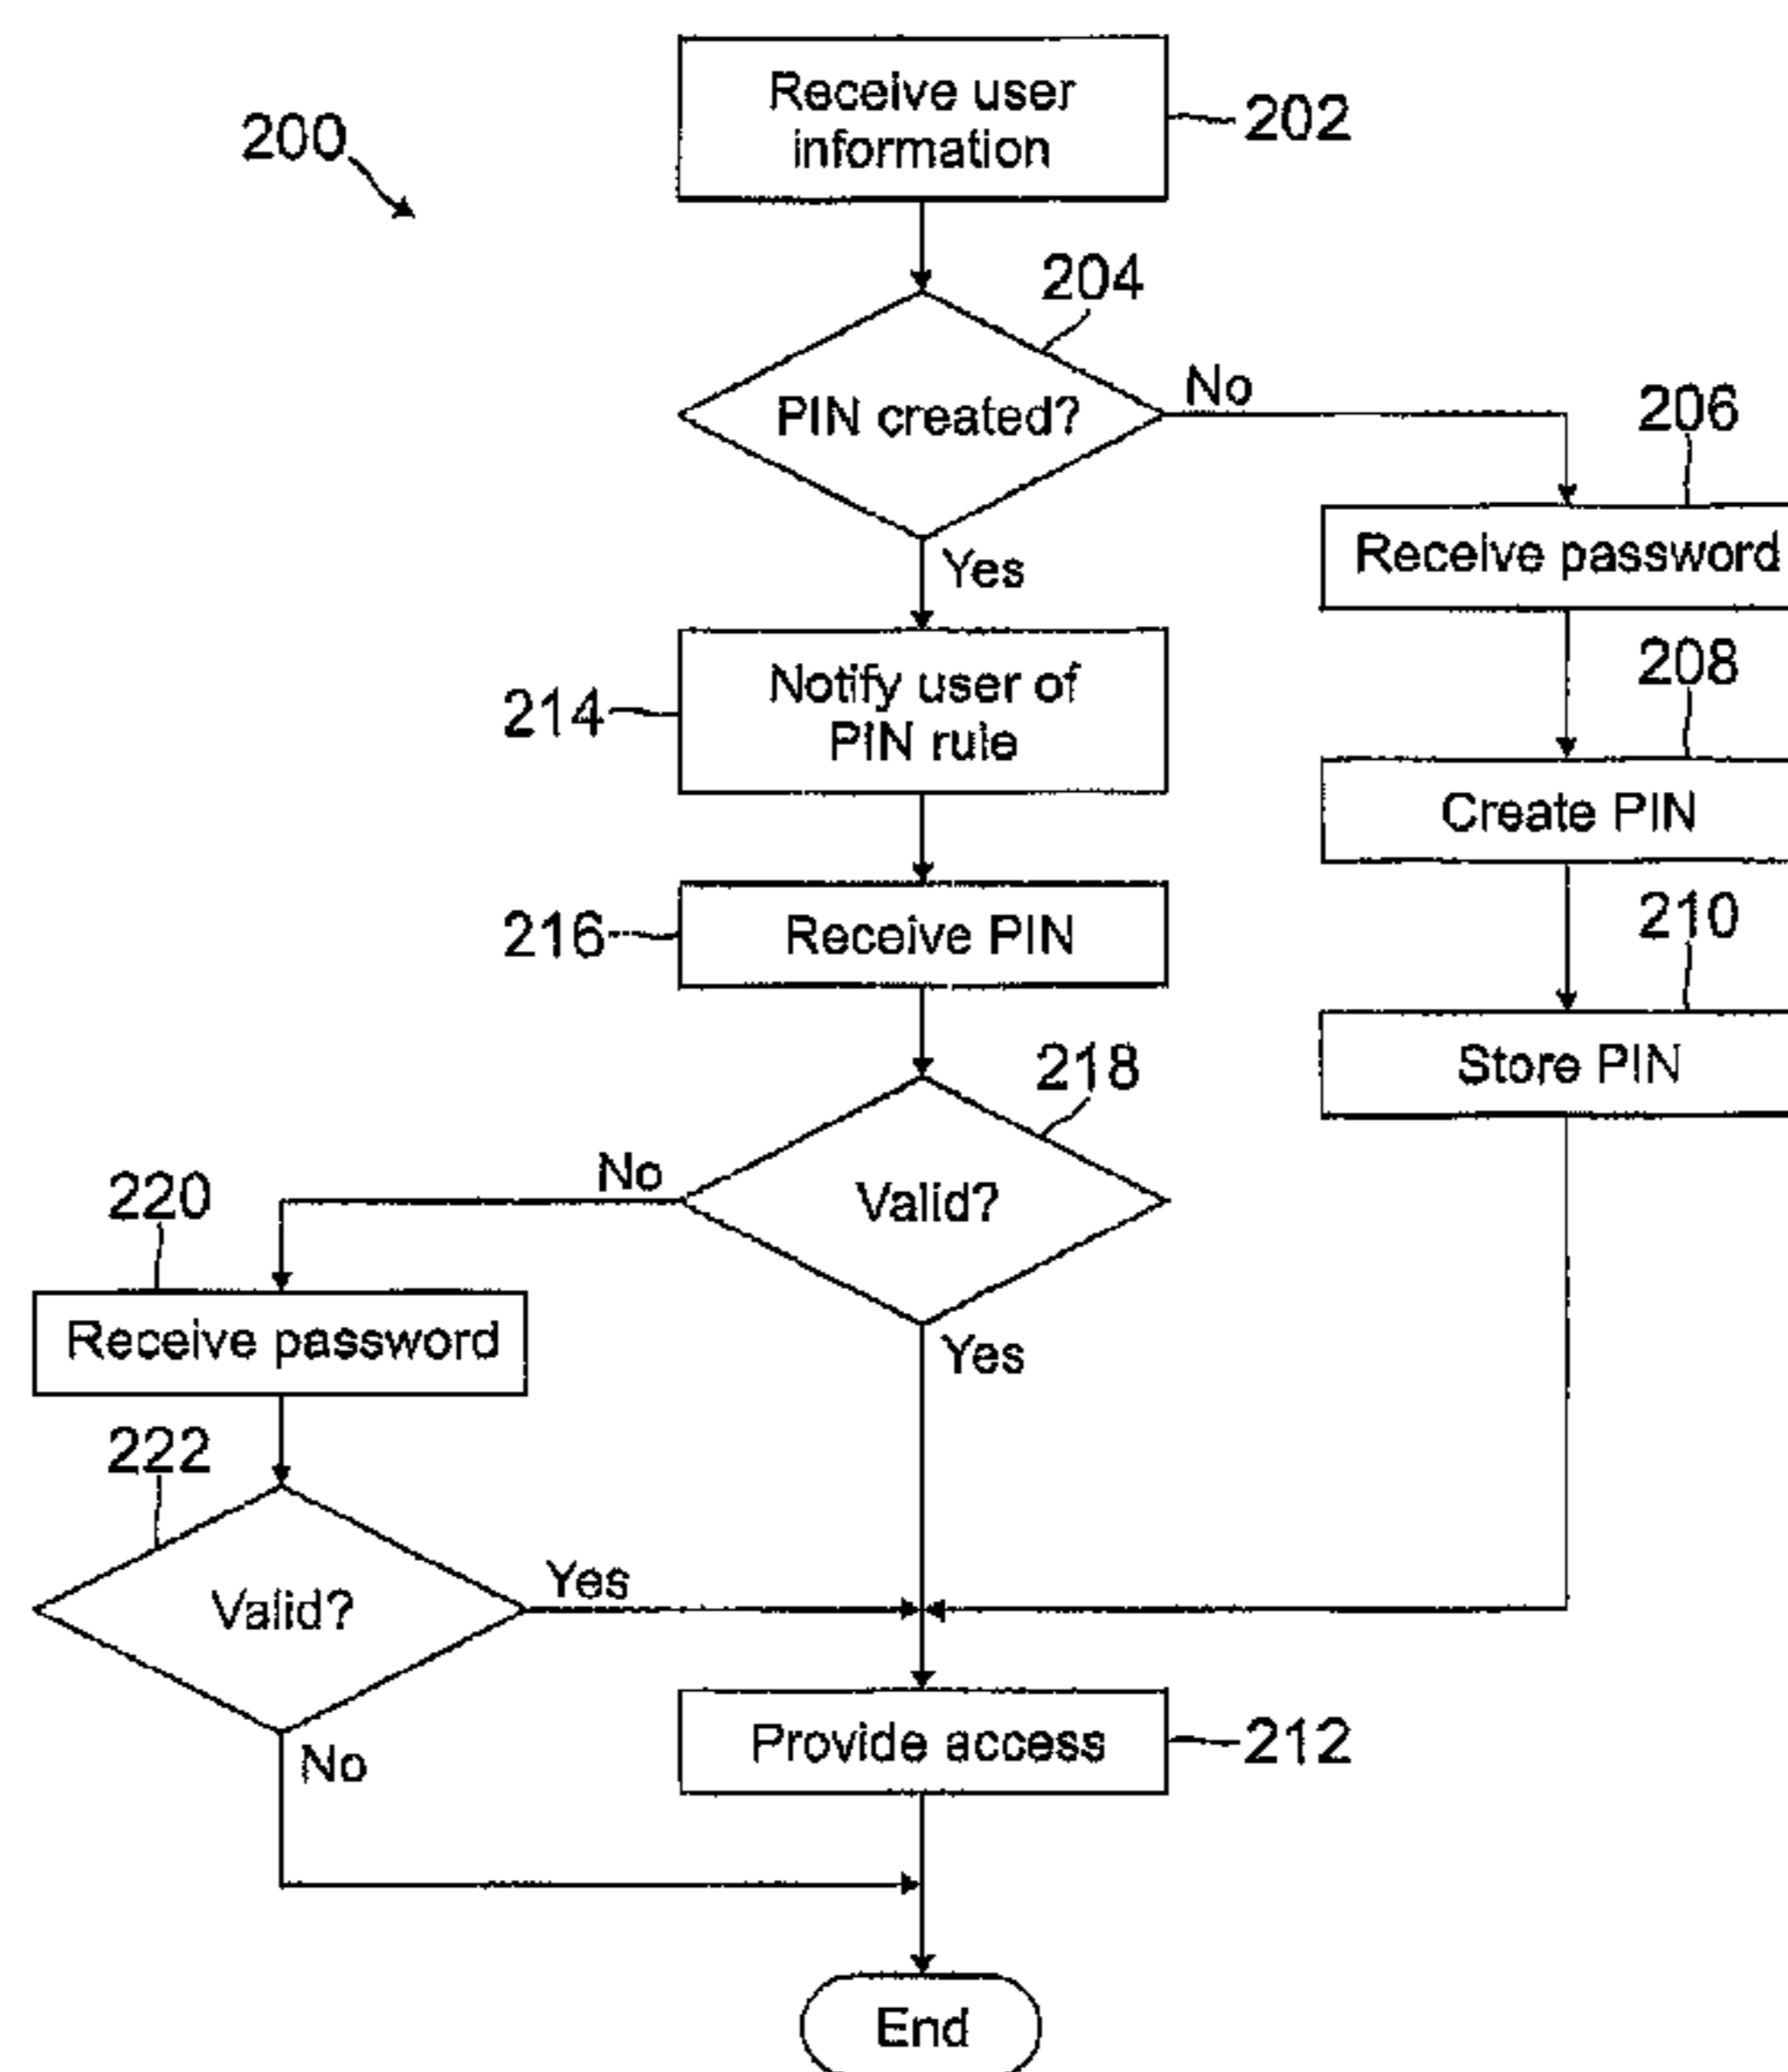 200
Receive user
information
202
204
PIN created?
No
206
Receive password
Yes
208
214
Notify user of
PIN rule
Create PIN
216
Receive PIN
210
Store PIN
218
Valid?
No
220
Yes
Receive password
222
Valid?
Yes
No
Provide access
212
End